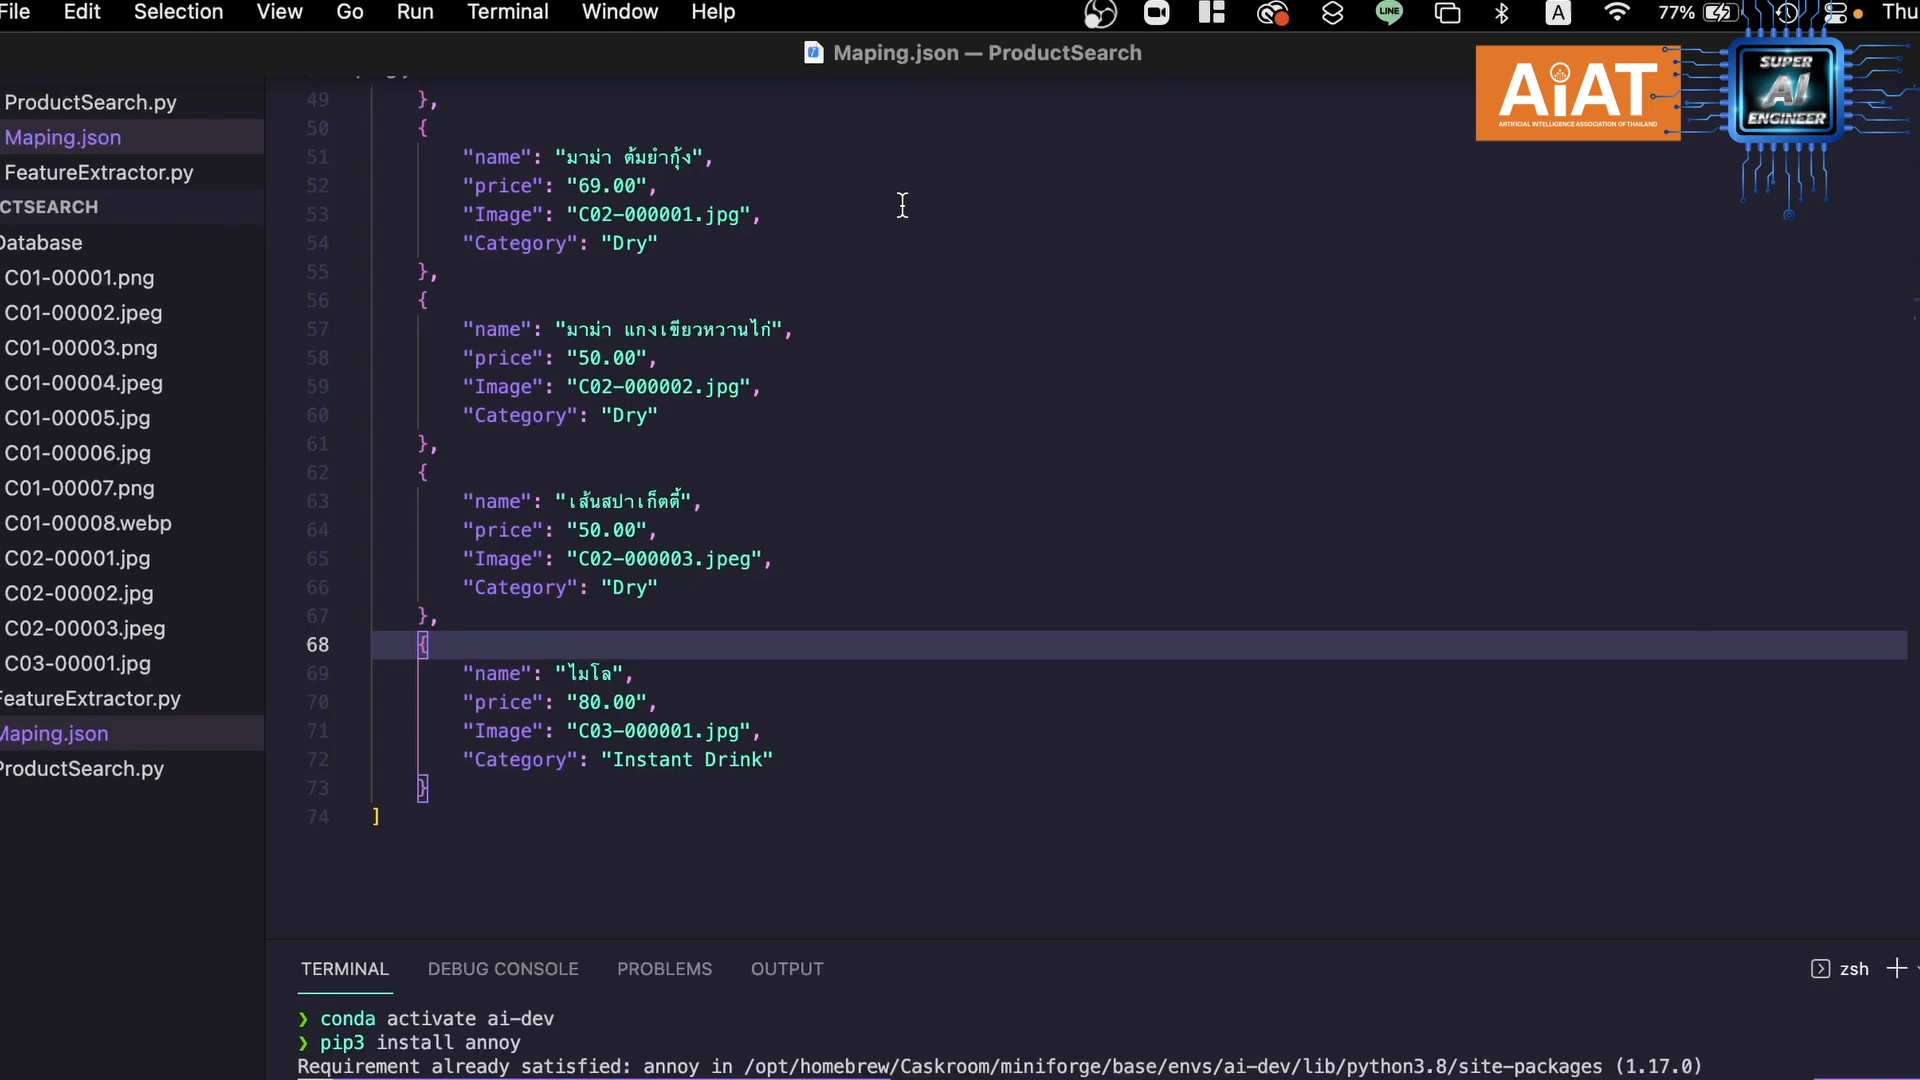 File Edit Selection View Go Run Terminal Window Help
LINE A 77% Thu
Maping.json — ProductSearch
AiAT
ARTIFICIAL INTELLIGENCE ASSOCIATION OF THAILAND
SUPER
AI
ENGINEER
ProductSearch.py
Maping.json
FeatureExtractor.py
CTSEARCH
Database
C01-00001.png
C01-00002.jpeg
C01-00003.png
C01-00004.jpeg
C01-00005.jpg
C01-00006.jpg
C01-00007.png
C01-00008.webp
C02-00001.jpg
C02-00002.jpg
C02-00003.jpeg
C03-00001.jpg
FeatureExtractor.py
Maping.json
ProductSearch.py
49 },
50 {
51 "name": "มาม่า ต้มยำกุ้ง",
52 "price": "69.00",
53 "Image": "C02-000001.jpg",
54 "Category": "Dry"
55 },
56 {
57 "name": "มาม่า แกงเขียวหวานไก่",
58 "price": "50.00",
59 "Image": "C02-000002.jpg",
60 "Category": "Dry"
61 },
62 {
63 "name": "เส้นสปาเก็ตตี้",
64 "price": "50.00",
65 "Image": "C02-000003.jpeg",
66 "Category": "Dry"
67 },
68 {
69 "name": "ไมโล",
70 "price": "80.00",
71 "Image": "C03-000001.jpg",
72 "Category": "Instant Drink"
73 }
74 ]
TERMINAL DEBUG CONSOLE PROBLEMS OUTPUT
zsh
❯ conda activate ai-dev
❯ pip3 install annoy
Requirement already satisfied: annoy in /opt/homebrew/Caskroom/miniforge/base/envs/ai-dev/lib/python3.8/site-packages (1.17.0)